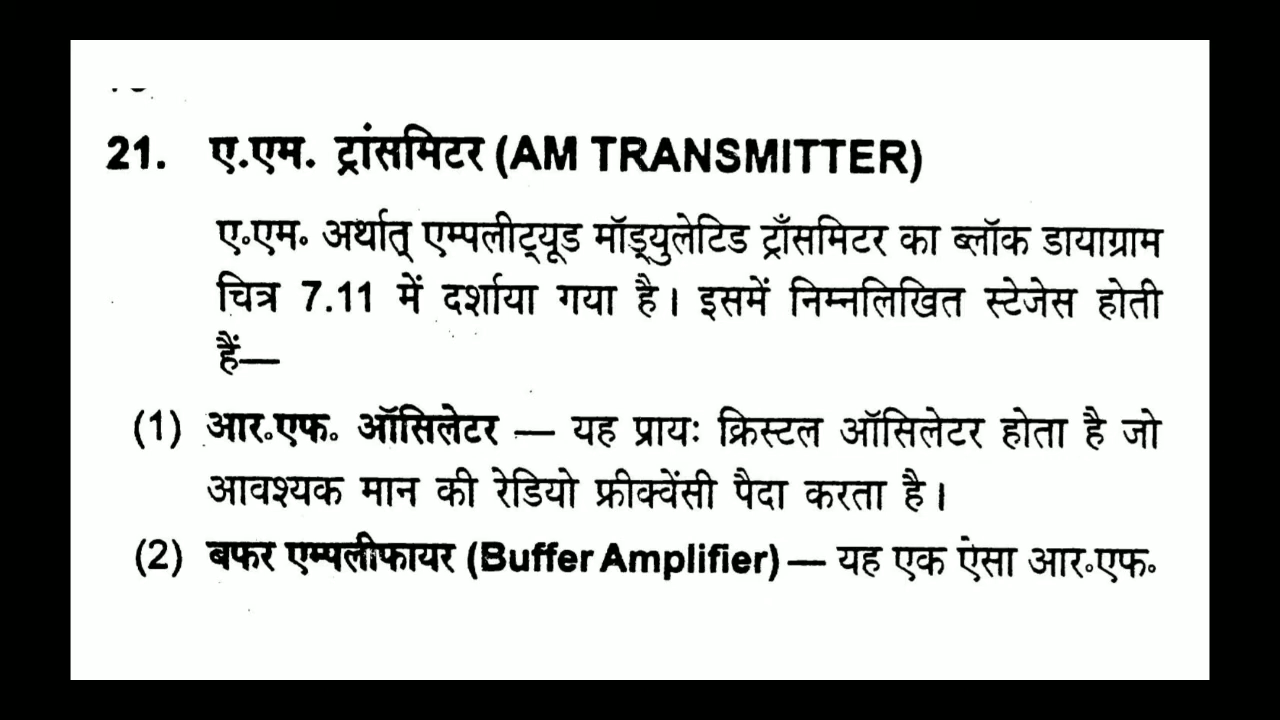 21. ए.एम. ट्रांसमिटर (AM TRANSMITTER)
ए॰एम॰ अर्थात् एम्पलीट्यूड मॉड्युलेटिड ट्राँसमिटर का ब्लॉक डायाग्राम
चित्र 7.11 में दर्शाया गया है। इसमें निम्नलिखित स्टेजेस होती
हैं—
(1) आर॰एफ॰ ऑसिलेटर — यह प्रायः क्रिस्टल ऑसिलेटर होता है जो
आवश्यक मान की रेडियो फ्रीक्वेंसी पैदा करता है।
(2) बफर एम्पलीफायर (Buffer Amplifier) — यह एक ऐसा आर॰एफ॰